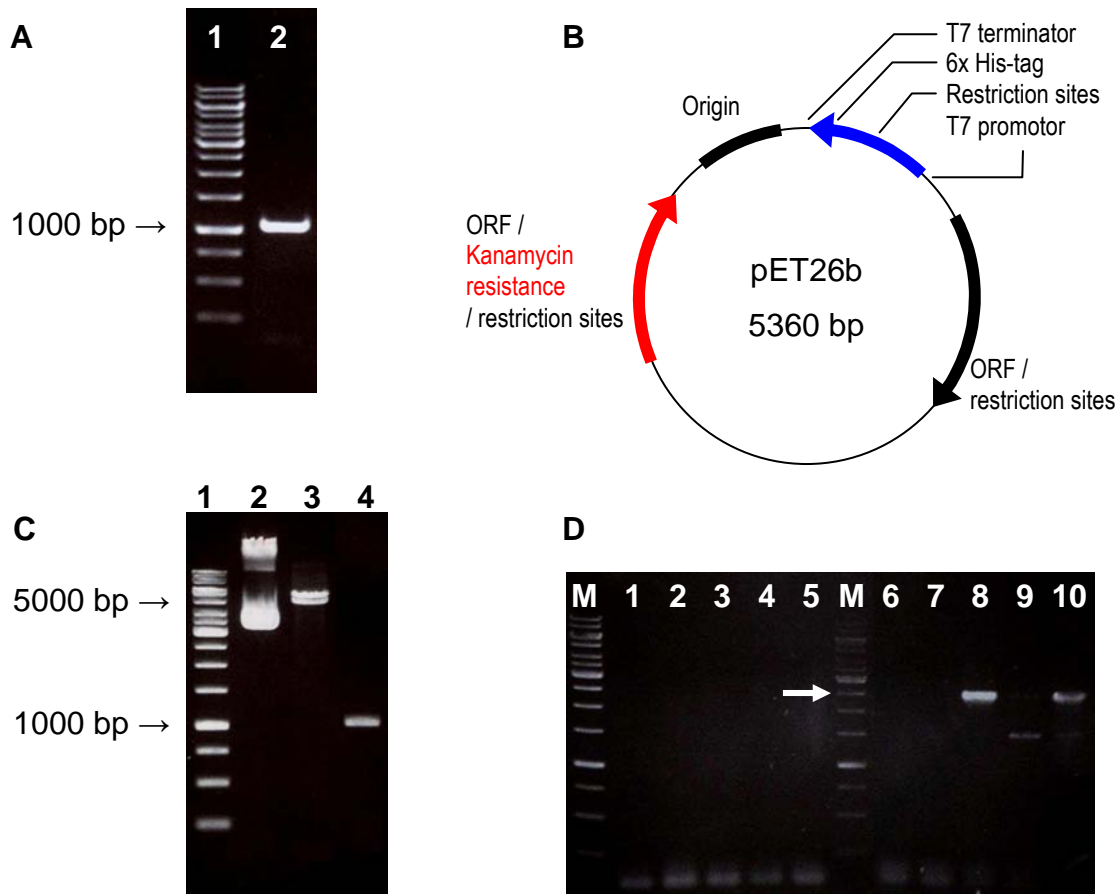 A
1 2
1000 bp →
B
T7 terminator
6x His-tag
Restriction sites
T7 promotor
Origin
ORF /
Kanamycin
resistance
/ restriction sites
pET26b
5360 bp
ORF /
restriction sites
C
1 2 3 4
5000 bp →
1000 bp →
D
M 1 2 3 4 5 M 6 7 8 9 10